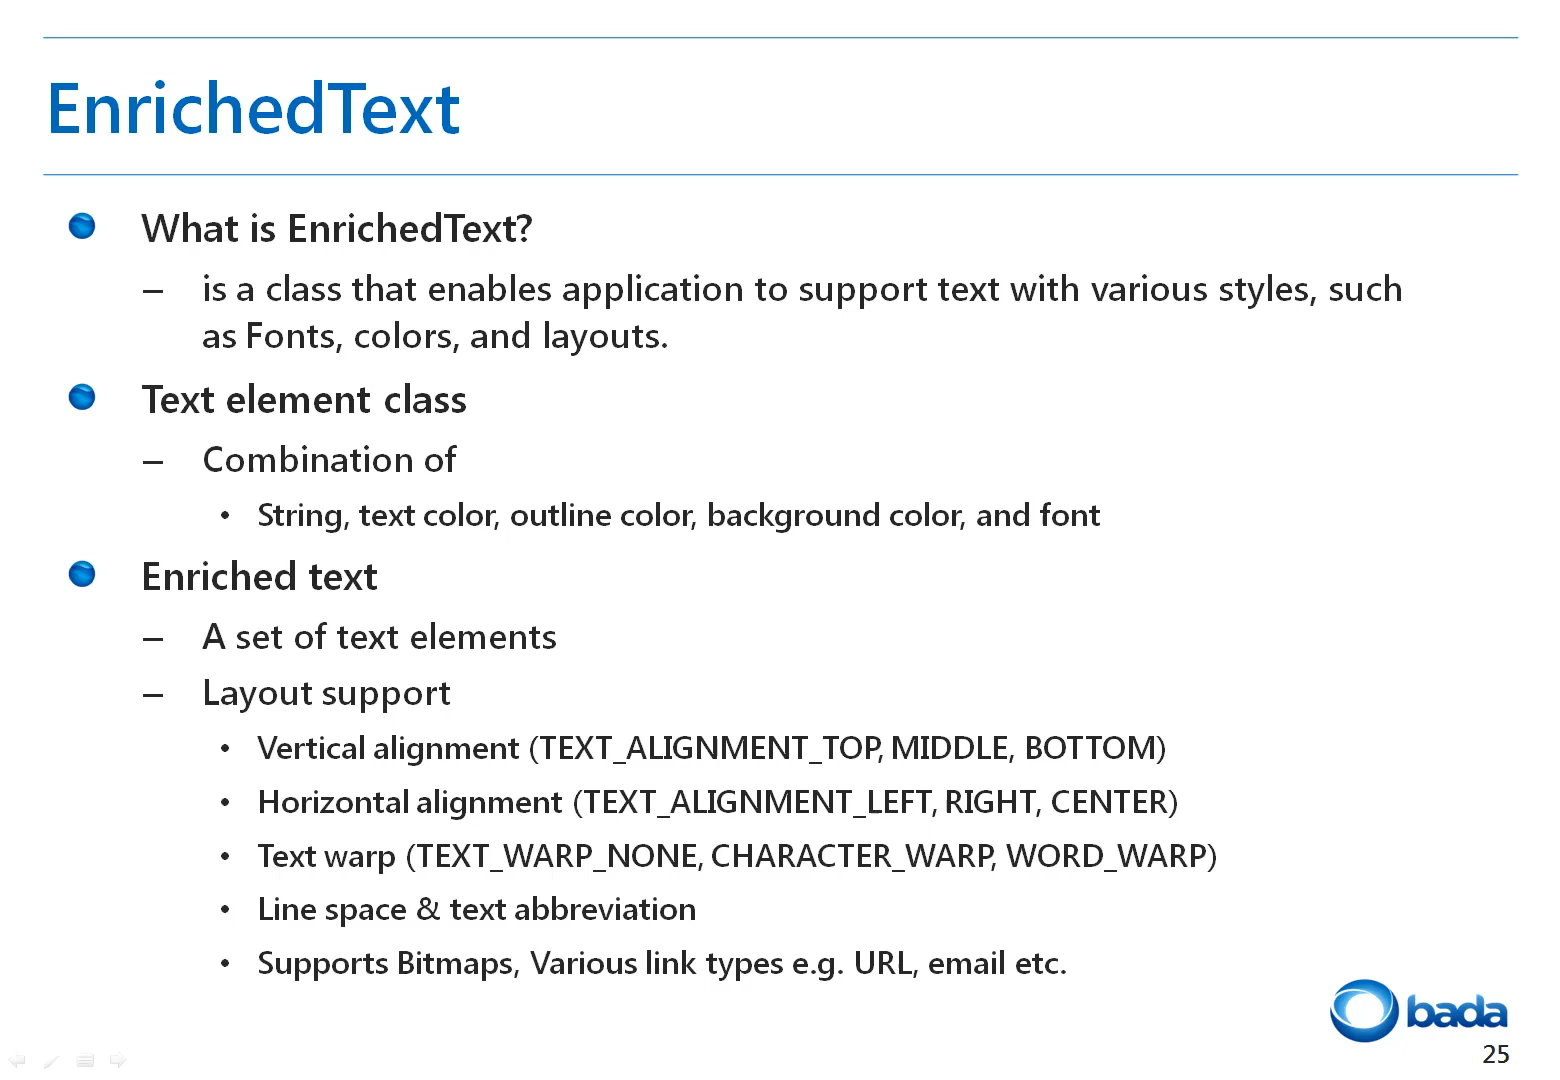 EnrichedText
What is EnrichedText?
– is a class that enables application to support text with various styles, such
as Fonts, colors, and layouts.
Text element class
– Combination of
• String, text color, outline color, background color, and font
Enriched text
– A set of text elements
– Layout support
• Vertical alignment (TEXT_ALIGNMENT_TOP, MIDDLE, BOTTOM)
• Horizontal alignment (TEXT_ALIGNMENT_LEFT, RIGHT, CENTER)
• Text warp (TEXT_WARP_NONE, CHARACTER_WARP, WORD_WARP)
• Line space & text abbreviation
• Supports Bitmaps, Various link types e.g. URL, email etc.
bada
25